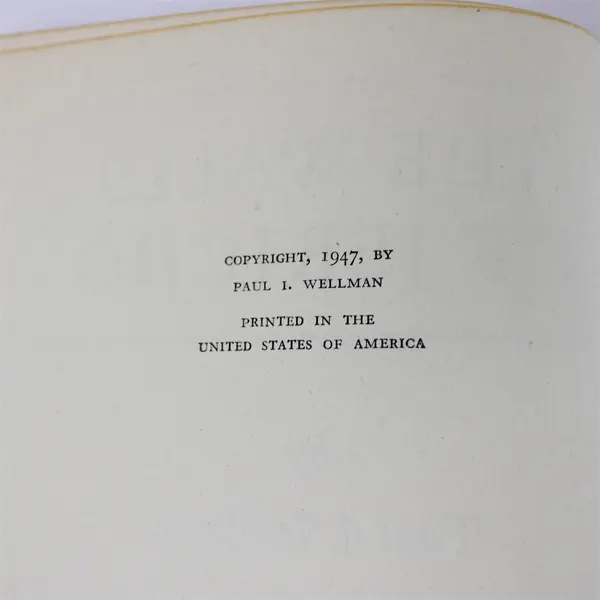 COPYRIGHT, 1947, BY
PAUL I. WELLMAN
PRINTED IN THE
UNITED STATES OF AMERICA